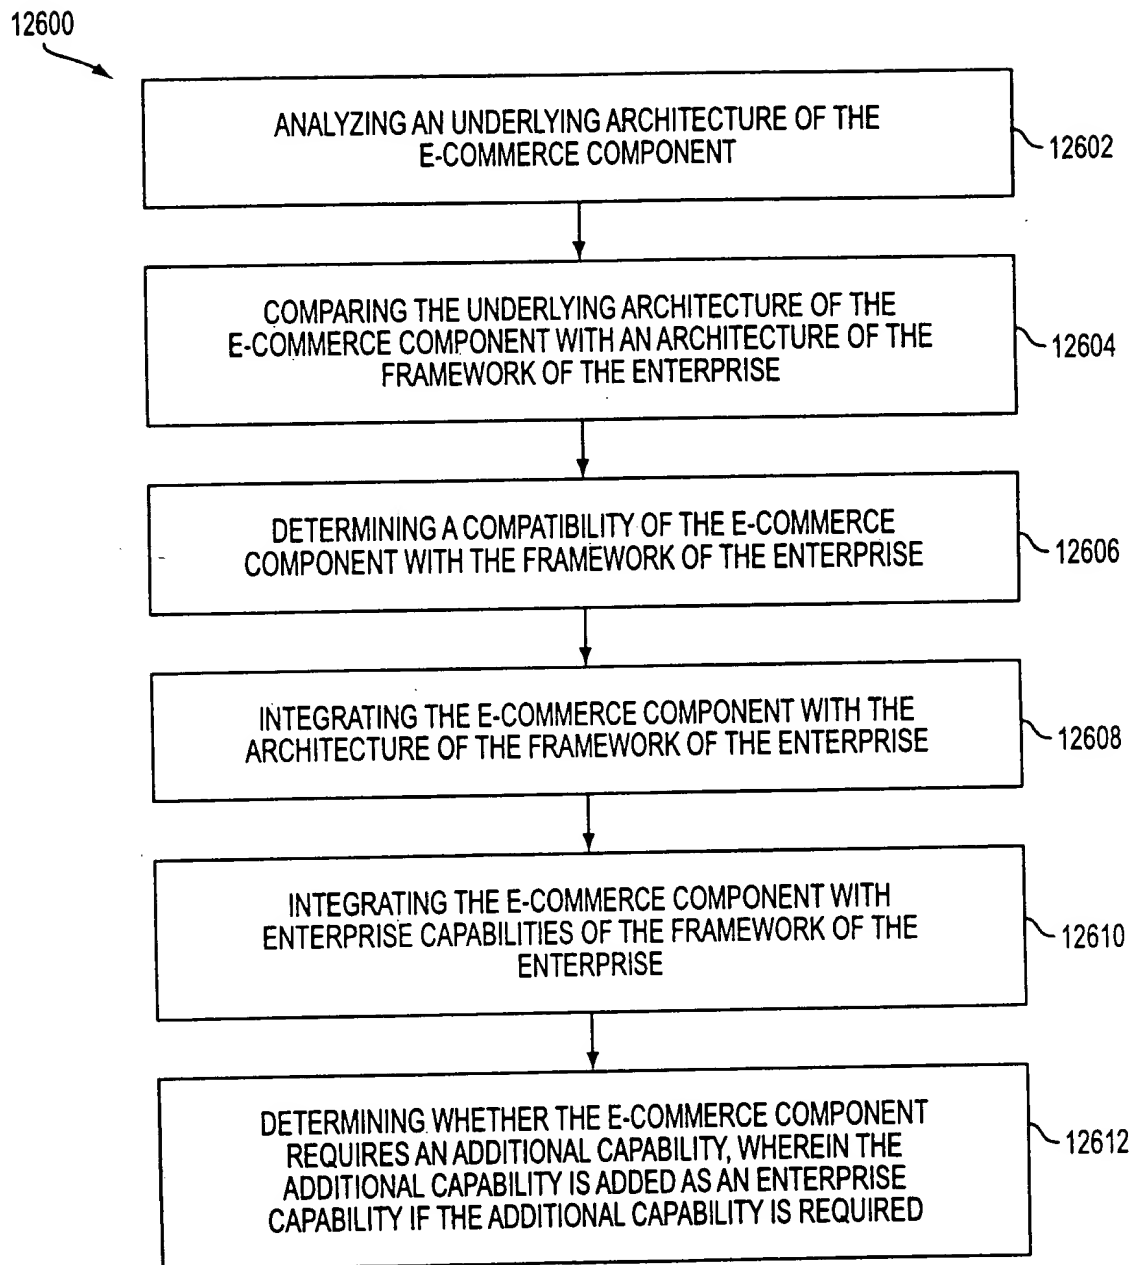 12600
ANALYZING AN UNDERLYING ARCHITECTURE OF THE
E-COMMERCE COMPONENT
12602
COMPARING THE UNDERLYING ARCHITECTURE OF THE
E-COMMERCE COMPONENT WITH AN ARCHITECTURE OF THE
FRAMEWORK OF THE ENTERPRISE
12604
DETERMINING A COMPATIBILITY OF THE E-COMMERCE
COMPONENT WITH THE FRAMEWORK OF THE ENTERPRISE
12606
INTEGRATING THE E-COMMERCE COMPONENT WITH THE
ARCHITECTURE OF THE FRAMEWORK OF THE ENTERPRISE
12608
INTEGRATING THE E-COMMERCE COMPONENT WITH
ENTERPRISE CAPABILITIES OF THE FRAMEWORK OF THE
ENTERPRISE
12610
DETERMINING WHETHER THE E-COMMERCE COMPONENT
REQUIRES AN ADDITIONAL CAPABILITY, WHEREIN THE
ADDITIONAL CAPABILITY IS ADDED AS AN ENTERPRISE
CAPABILITY IF THE ADDITIONAL CAPABILITY IS REQUIRED
12612